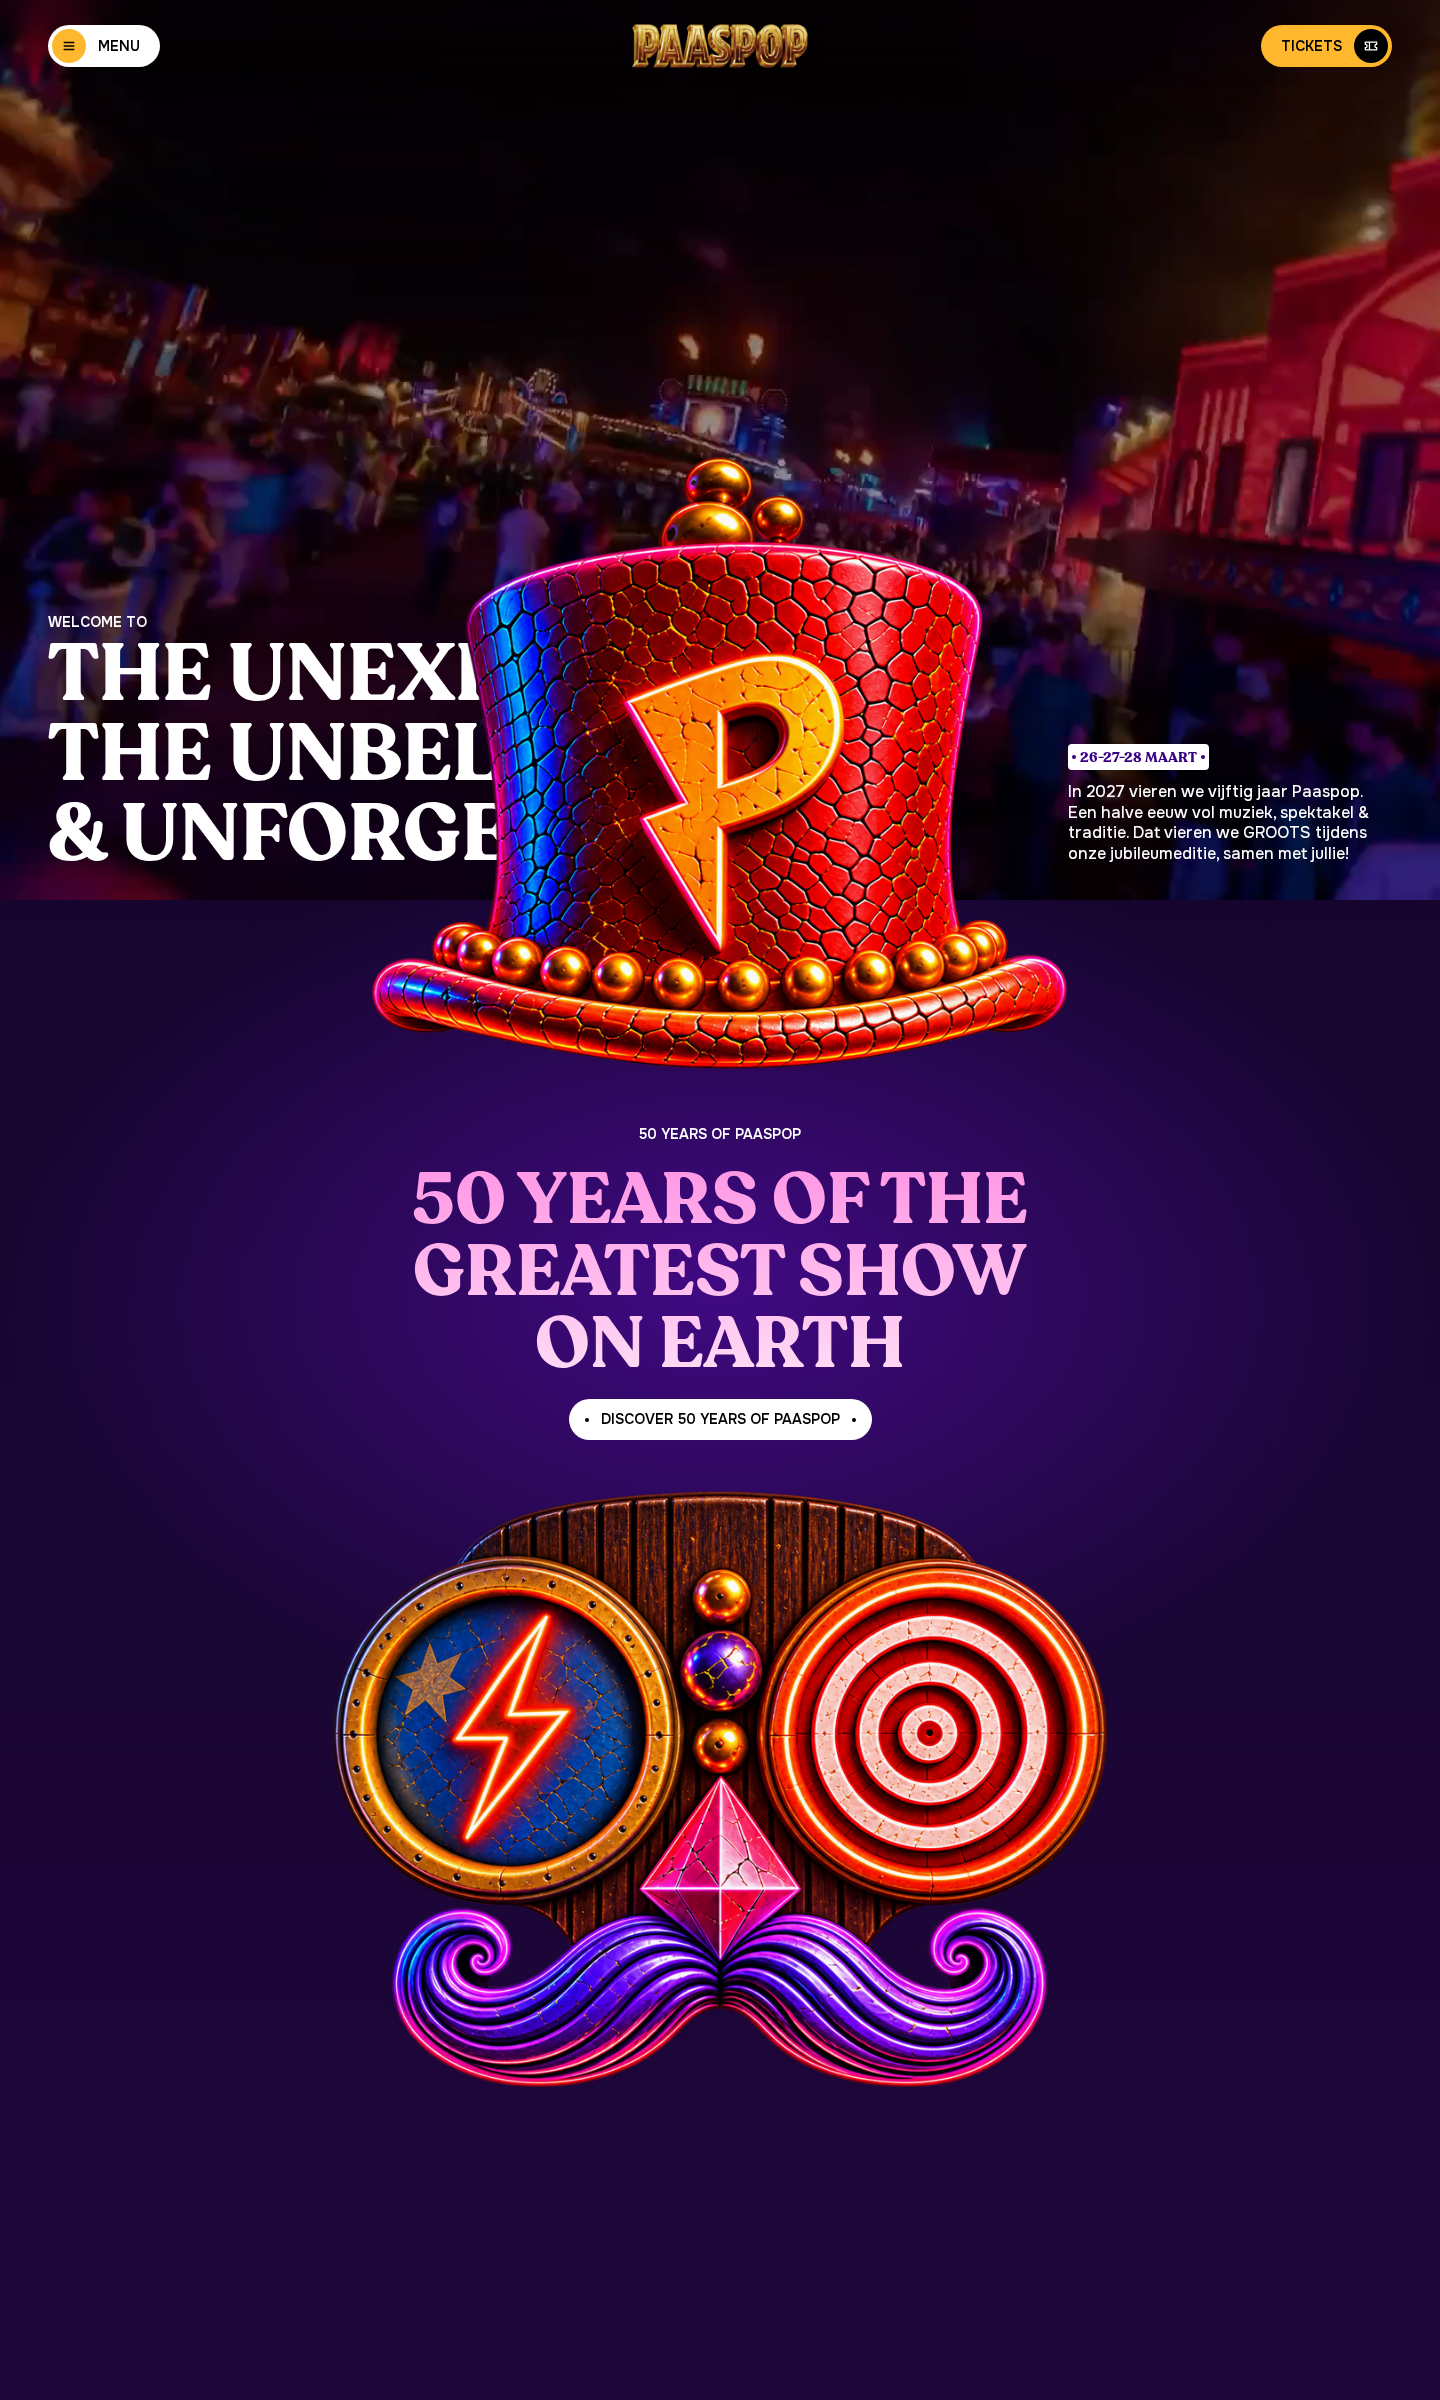 MENU
PAASPOP
TICKETS
WELCOME TO
THE UNEX
THE UNBEL
& UNFORGE
P
• 26-27-28 MAART •
In 2027 vieren we vijftig jaar Paaspop.
Een halve eeuw vol muziek, spektakel &
traditie. Dat vieren we GROOTS tijdens
onze jubileumeditie, samen met jullie!
50 YEARS OF PAASPOP
50 YEARS OF THE
GREATEST SHOW
ON EARTH
• DISCOVER 50 YEARS OF PAASPOP •